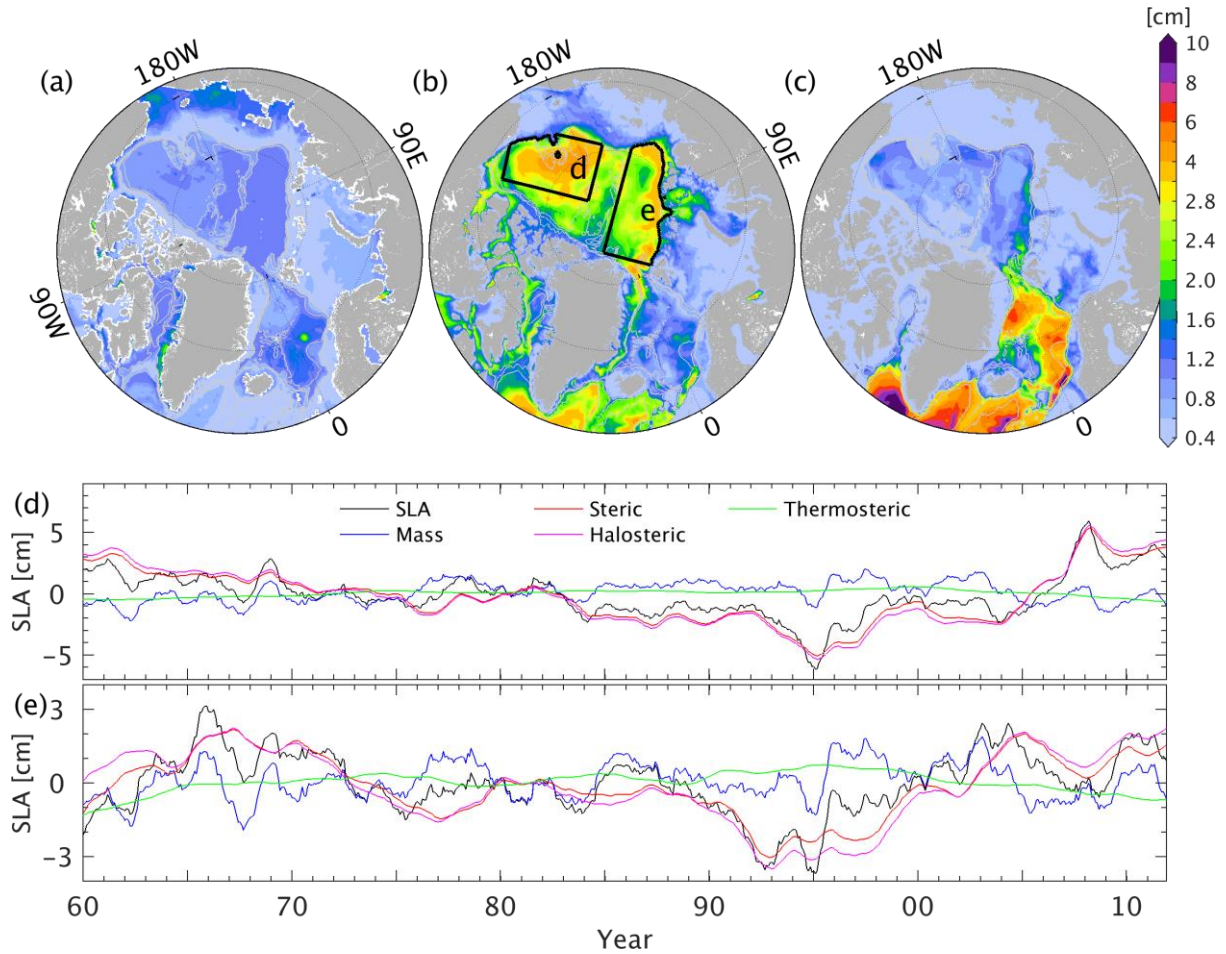 [cm]
(a)
180W
90E
90W
0
(b)
180W
90E
d
e
0
(c)
180W
90E
0
10
8
6
4
2.8
2.4
2.0
1.6
1.2
0.8
0.4
(d)
SLA
Steric
Thermosteric
Mass
Halosteric
SLA [cm]
5
0
-5
(e)
SLA [cm]
3
0
-3
60
70
80
90
00
10
Year